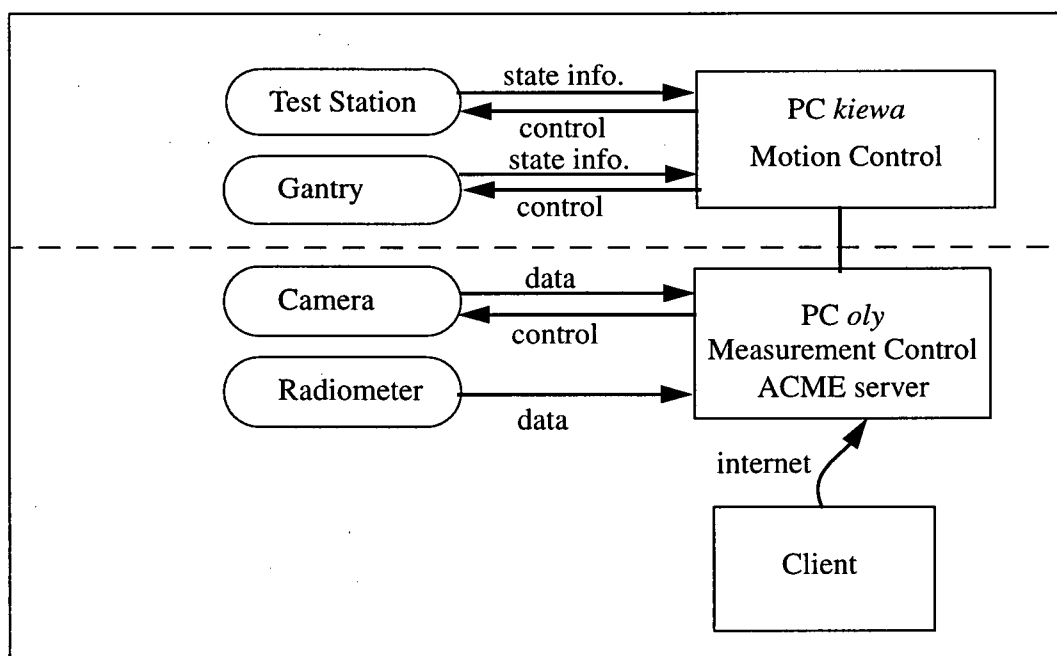 Test Station
state info.
control
PC kiewa
Motion Control
Gantry
state info.
control
Camera
data
control
PC oly
Measurement Control
ACME server
Radiometer
data
internet
Client